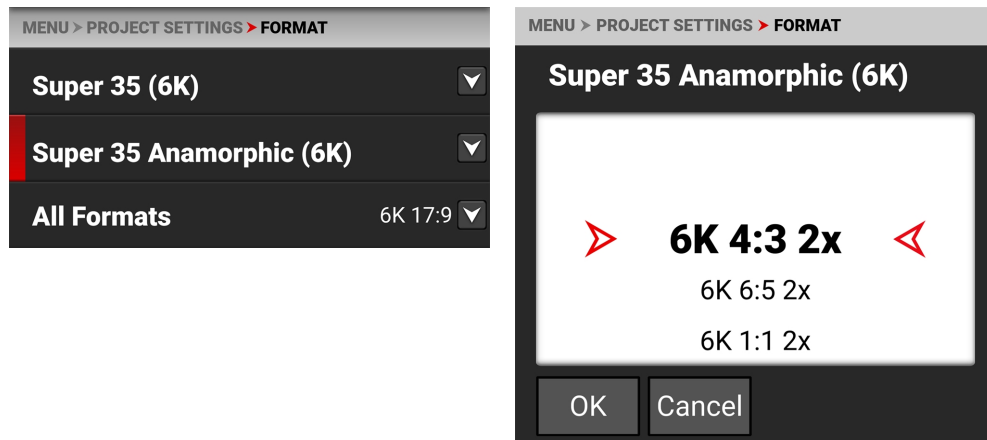 MENU > PROJECT SETTINGS > FORMAT
Super 35 (6K)
Super 35 Anamorphic (6K)
All Formats 6K 17:9
MENU > PROJECT SETTINGS > FORMAT
Super 35 Anamorphic (6K)
6K 4:3 2x
6K 6:5 2x
6K 1:1 2x
OK Cancel